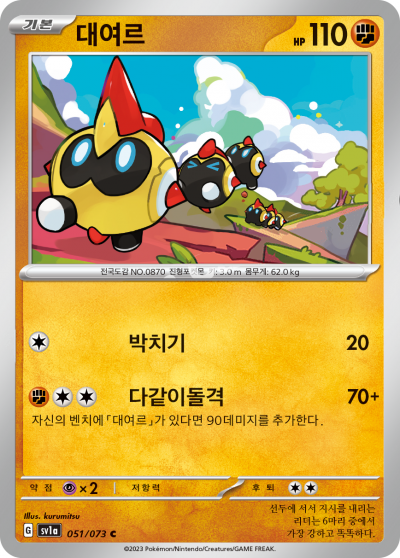 기본 대여르 HP 110
전국도감 NO.0870 진형포켓몬 키: 3.0 m 몸무게: 62.0 kg
박치기 20
다같이돌격 70+
자신의 벤치에 「대여르」가 있다면 90데미지를 추가한다.
약점 ×2 저항력 후퇴
선두에 서서 지시를 내리는
리더는 6마리 중에서
가장 강하고 똑똑하다.
Illus. kurumitsu
G sv1a 051/073 C
©2023 Pokémon/Nintendo/Creatures/GAME FREAK.